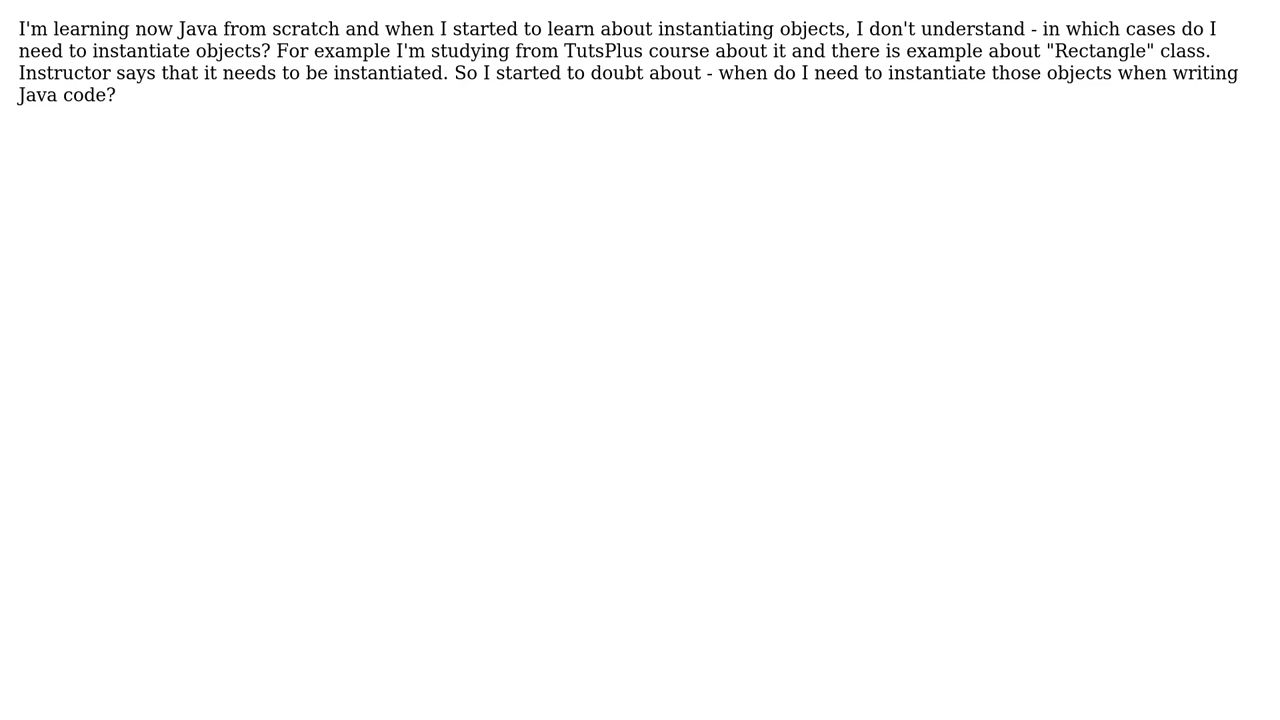 I'm learning now Java from scratch and when I started to learn about instantiating objects, I don't understand - in which cases do I
need to instantiate objects? For example I'm studying from TutsPlus course about it and there is example about "Rectangle" class.
Instructor says that it needs to be instantiated. So I started to doubt about - when do I need to instantiate those objects when writing
Java code?